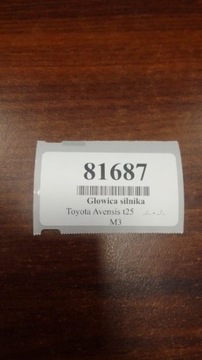 81687
Głowica silnika
Toyota Avensis t25
M3